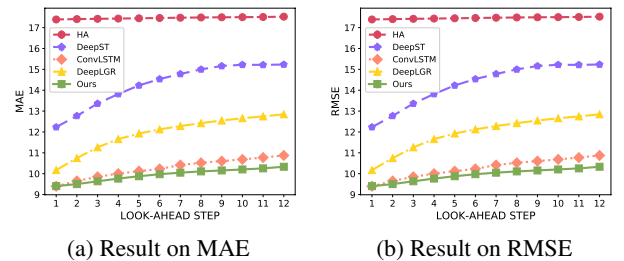 17
16
15
14
13
12
11
10
9
MAE
HA
DeepST
ConvLSTM
DeepLGR
Ours
1 2 3 4 5 6 7 8 9 10 11 12
LOOK-AHEAD STEP
(a) Result on MAE
17
16
15
14
13
12
11
10
9
RMSE
HA
DeepST
ConvLSTM
DeepLGR
Ours
1 2 3 4 5 6 7 8 9 10 11 12
LOOK-AHEAD STEP
(b) Result on RMSE